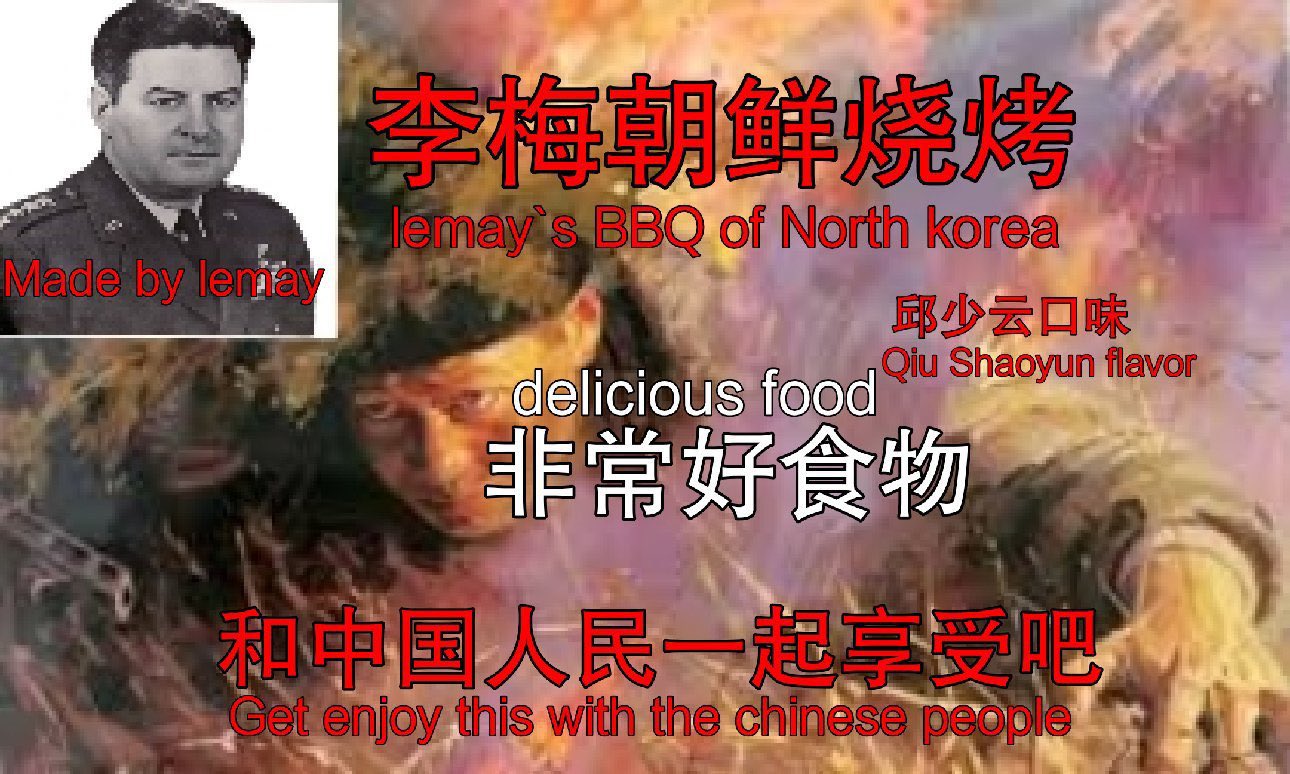 李梅朝鲜烧烤
lemay`s BBQ of North korea
Made by lemay
邱少云口味
Qiu Shaoyun flavor
delicious food
非常好食物
和中国人民一起享受吧
Get enjoy this with the chinese people